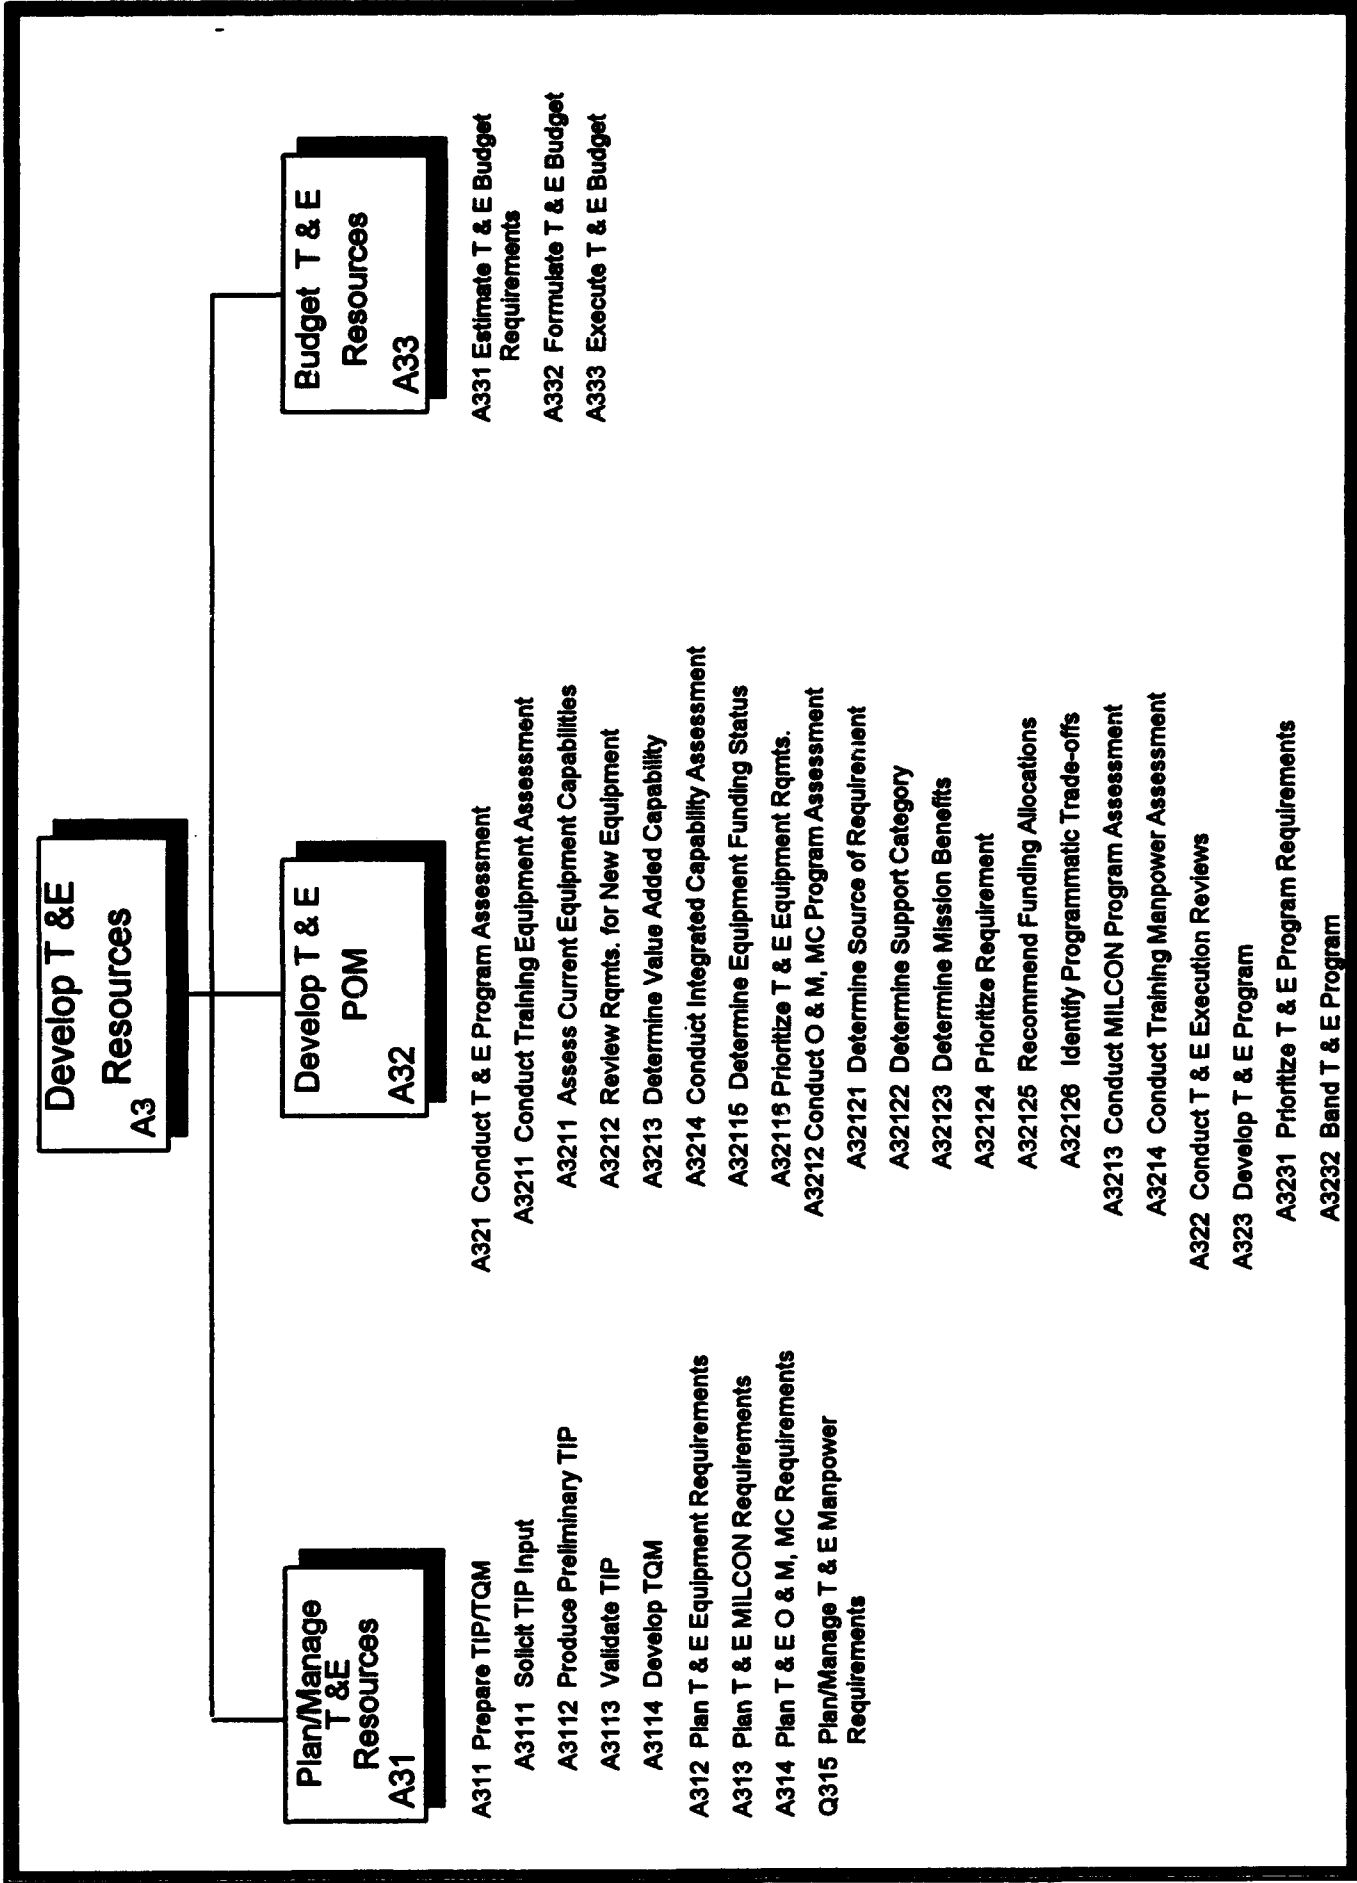 Develop T &E
Resources
A3
Plan/Manage
T &E
Resources
A31
A311 Prepare TIP/TQM
A3111 Solicit TIP Input
A3112 Produce Preliminary TIP
A3113 Validate TIP
A3114 Develop TQM
A312 Plan T & E Equipment Requirements
A313 Plan T & E MILCON Requirements
A314 Plan T & E O & M, MC Requirements
Q315 Plan/Manage T & E Manpower
Requirements
Develop T & E
POM
A32
A321 Conduct T & E Program Assessment
A3211 Conduct Training Equipment Assessment
A3211 Assess Current Equipment Capabilities
A3212 Review Rqmts. for New Equipment
A3213 Determine Value Added Capability
A3214 Conduct Integrated Capability Assessment
A32115 Determine Equipment Funding Status
A32116 Prioritize T & E Equipment Rqmts.
A3212 Conduct O & M, MC Program Assessment
A32121 Determine Source of Requirement
A32122 Determine Support Category
A32123 Determine Mission Benefits
A32124 Prioritize Requirement
A32125 Recommend Funding Allocations
A32126 Identify Programmatic Trade-offs
A3213 Conduct MILCON Program Assessment
A3214 Conduct Training Manpower Assessment
A322 Conduct T & E Execution Reviews
A323 Develop T & E Program
A3231 Prioritize T & E Program Requirements
A3232 Band T & E Program
Budget T & E
Resources
A33
A331 Estimate T & E Budget
Requirements
A332 Formulate T & E Budget
A333 Execute T & E Budget